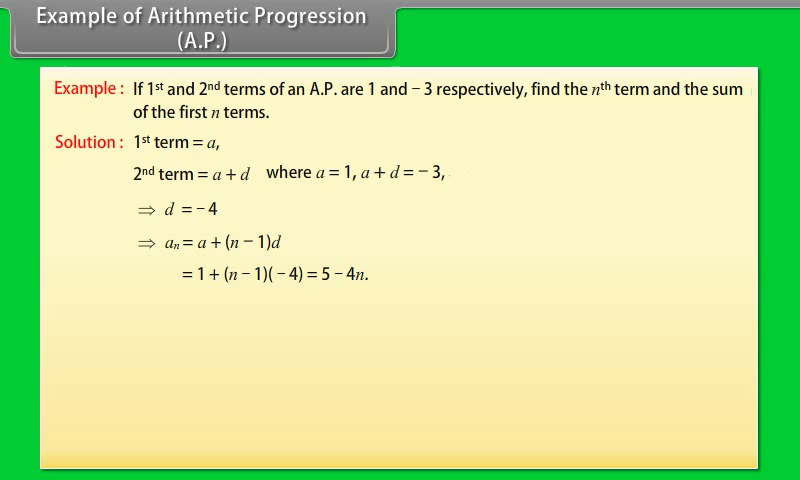 Example of Arithmetic Progression
(A.P.)
Example : If 1st and 2nd terms of an A.P. are 1 and − 3 respectively, find the nth term and the sum
of the first n terms.
Solution : 1st term = a,
2nd term = a + d where a = 1, a + d = − 3,
⇒ d = − 4
⇒ aₙ = a + (n − 1)d
= 1 + (n − 1)( − 4) = 5 − 4n.